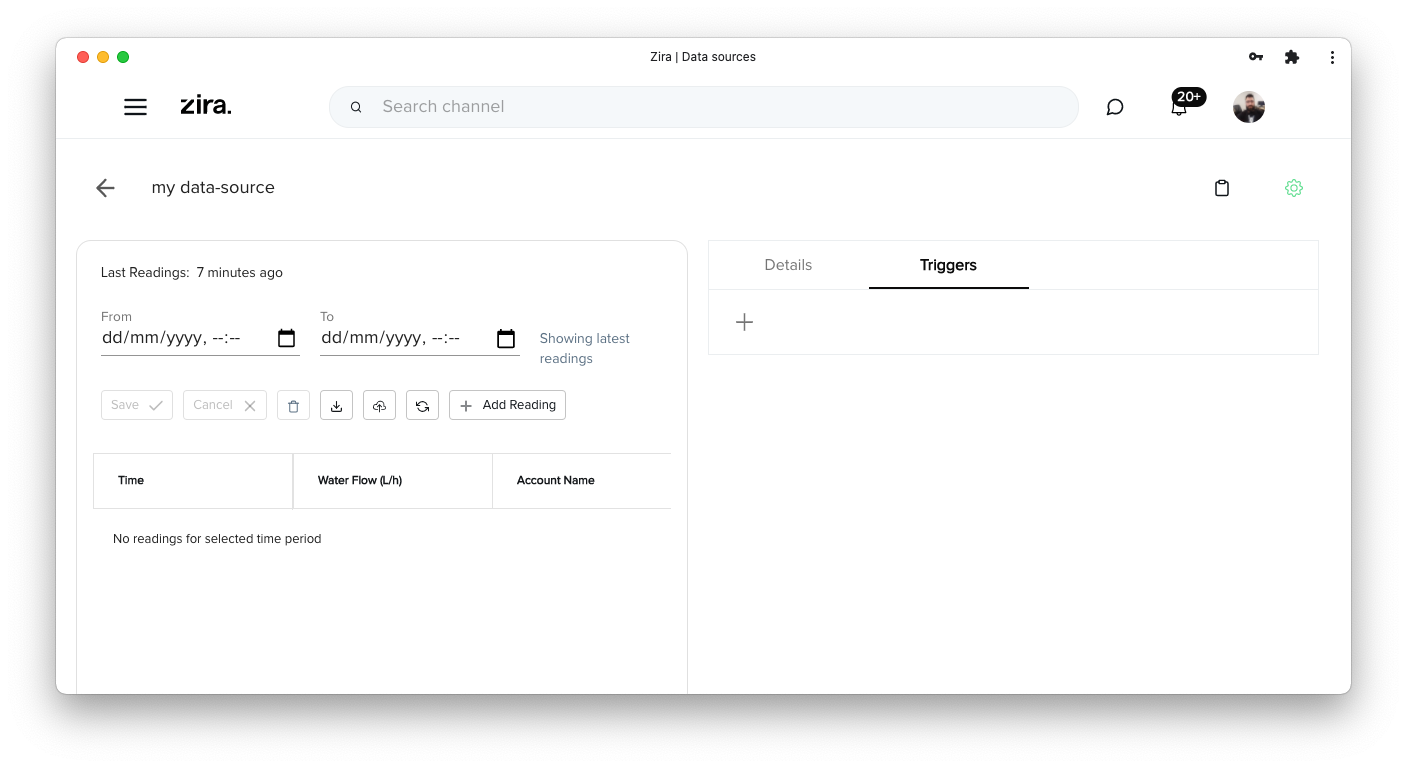 Zira | Data sources
zira.
Search channel
20+
my data-source
Last Readings: 7 minutes ago
From
dd/mm/yyyy, --:--
To
dd/mm/yyyy, --:--
Showing latest
readings
Save
Cancel
Add Reading
Time
Water Flow (L/h)
Account Name
No readings for selected time period
Details
Triggers